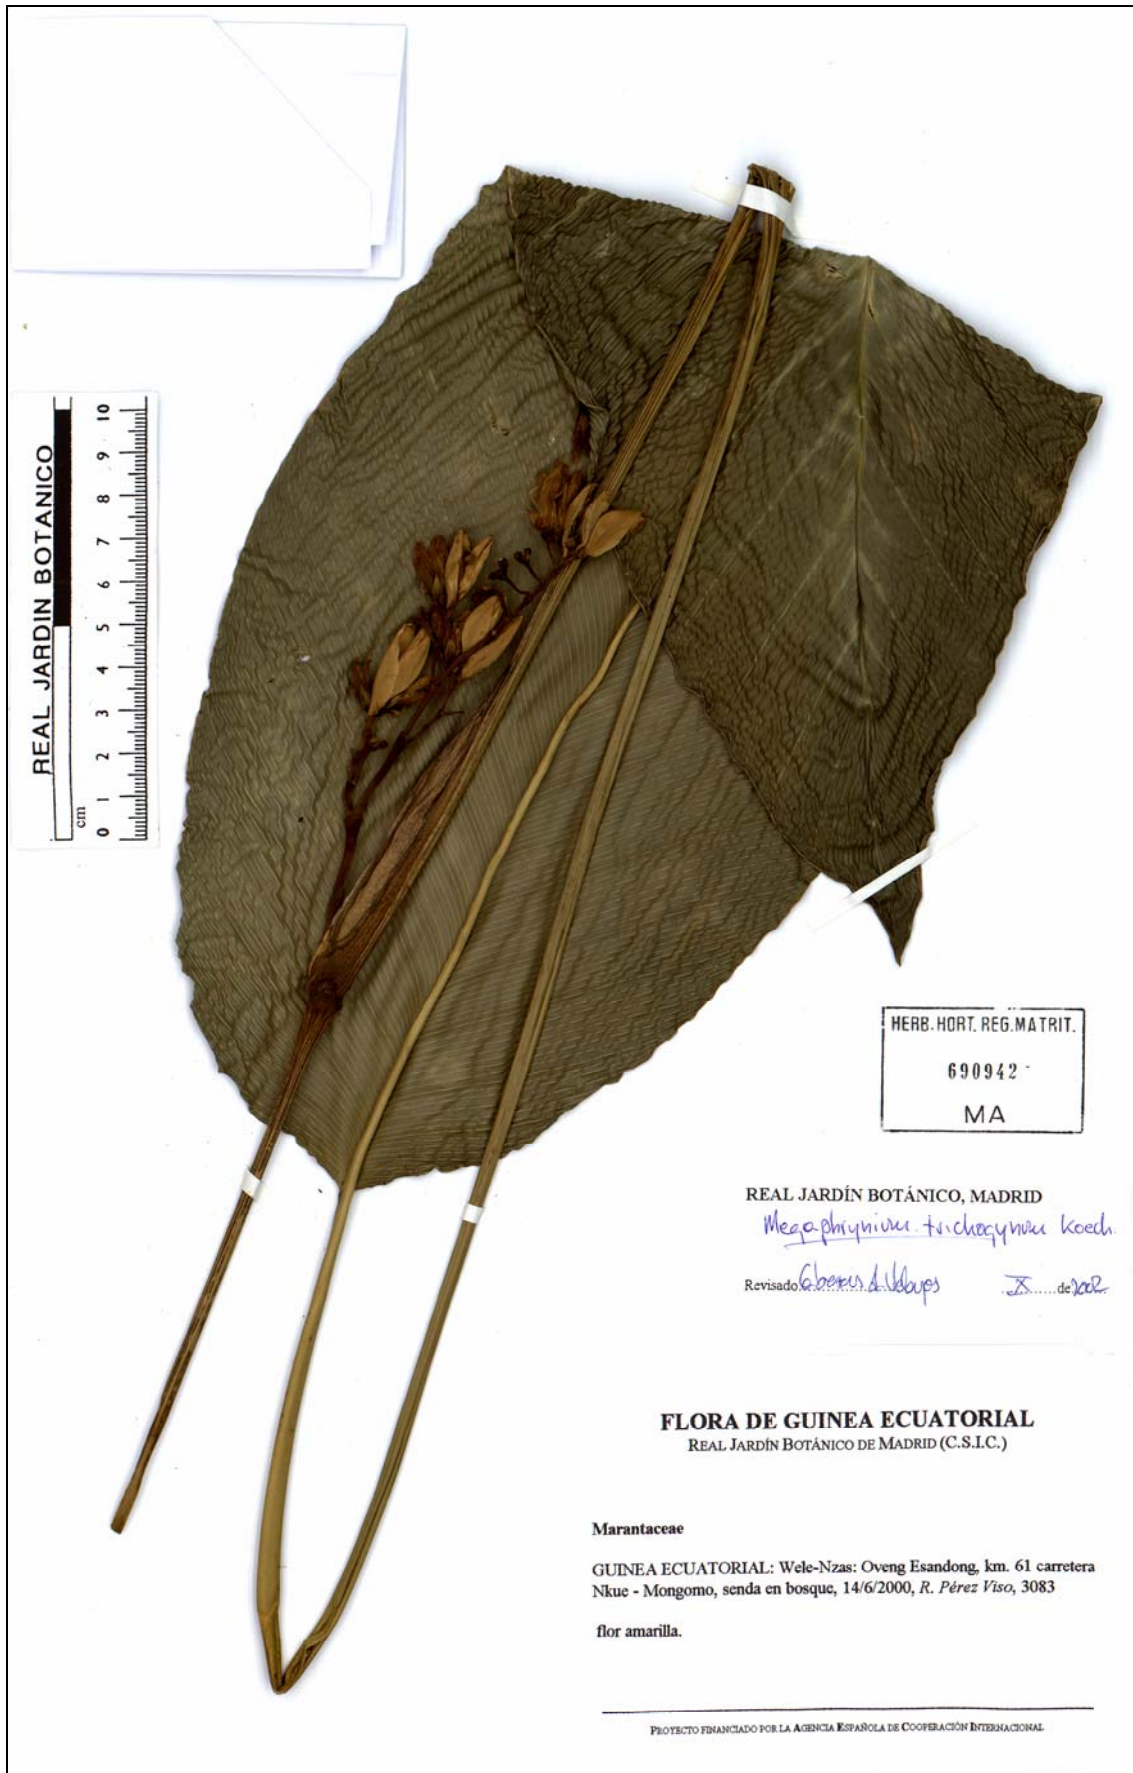 REAL JARDIN BOTANICO
10
9
8
7
6
5
4
3
2
1
0
cm
HERB. HORT. REG. MATRIT.
690942
MA
REAL JARDÍN BOTÁNICO, MADRID
Megaphrynium trichogynum Koech.
Revisado X de 2002
FLORA DE GUINEA ECUATORIAL
REAL JARDÍN BOTÁNICO DE MADRID (C.S.I.C.)
Marantaceae
GUINEA ECUATORIAL: Wele-Nzas: Oveng Esandong, km. 61 carretera
Nkue - Mongomo, senda en bosque, 14/6/2000, R. Pérez Viso, 3083
flor amarilla.
PROYECTO FINANCIADO POR LA AGENCIA ESPAÑOLA DE COOPERACIÓN INTERNACIONAL